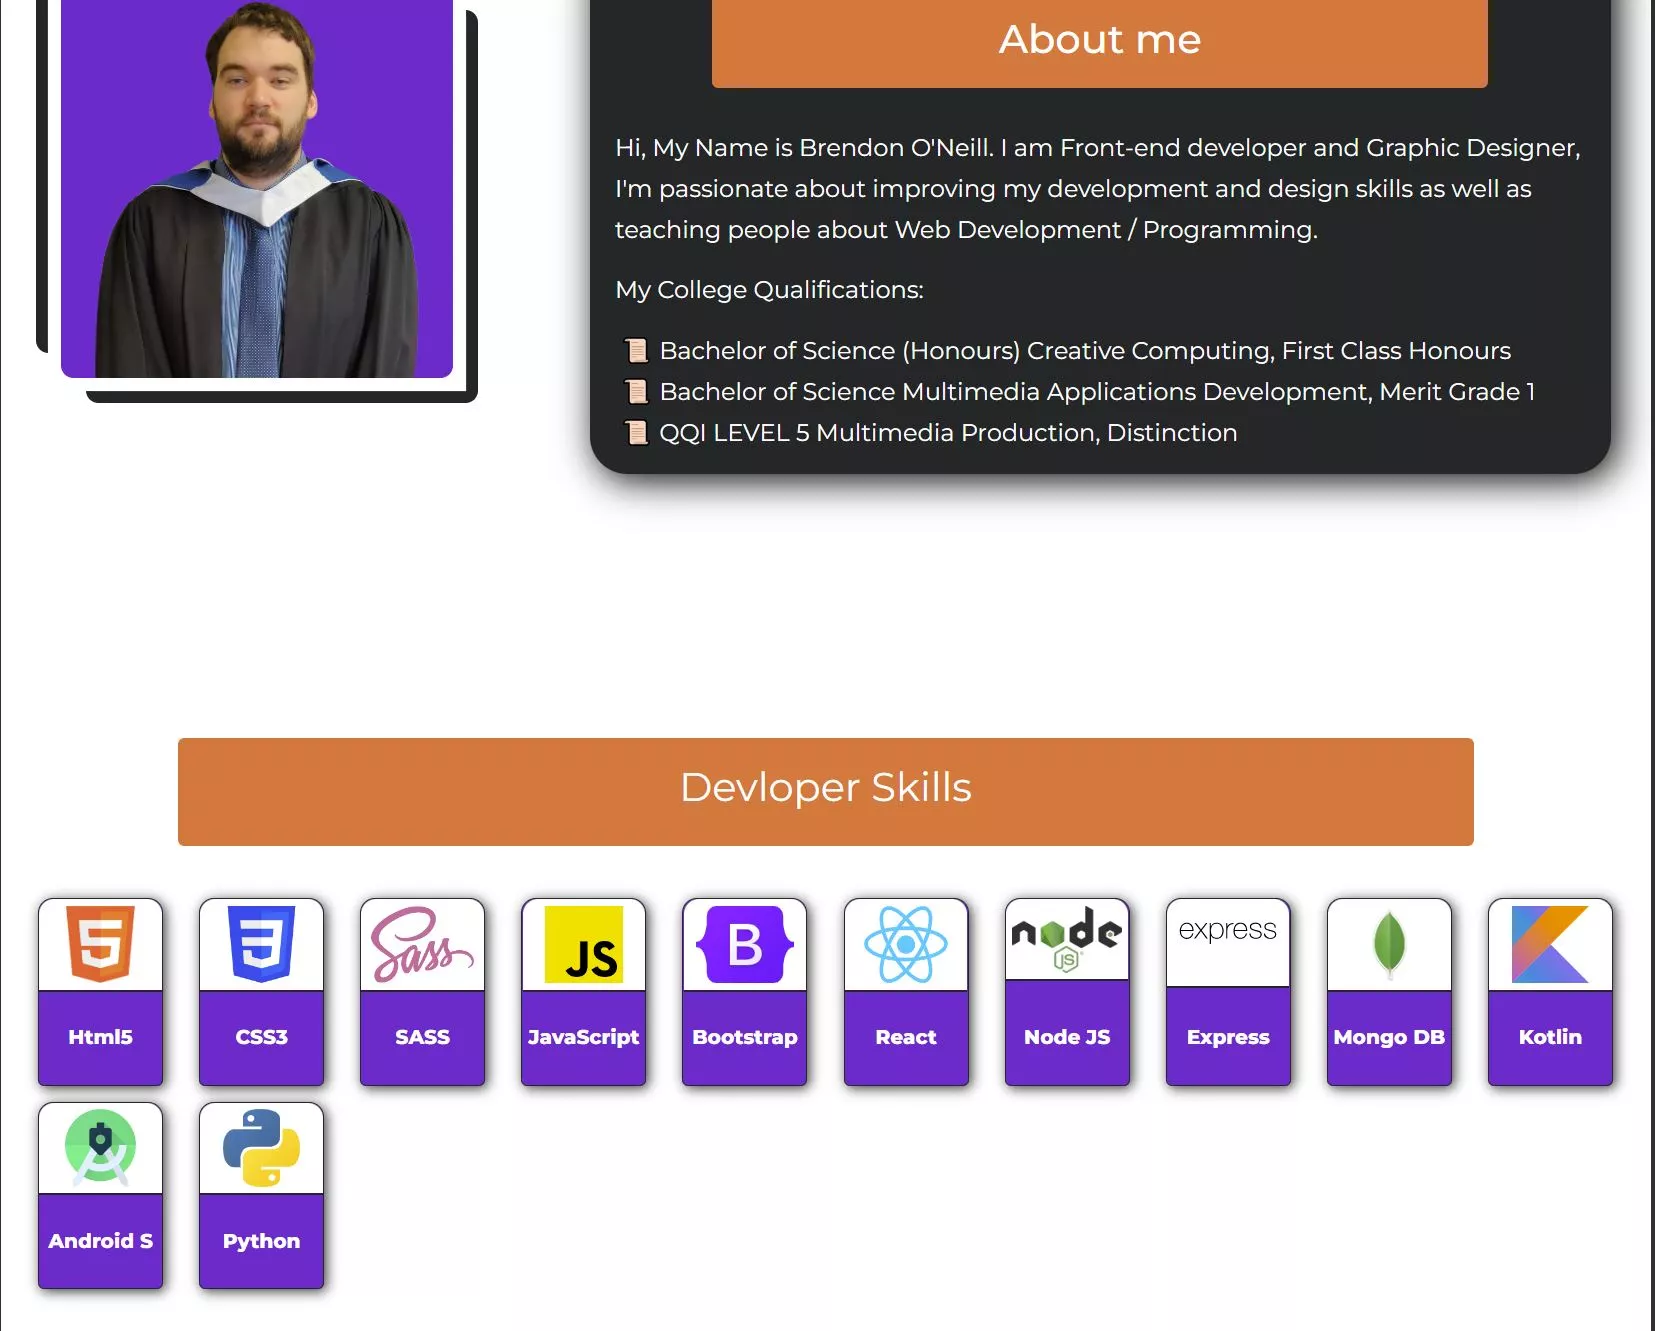 About me
Hi, My Name is Brendon O'Neill. I am Front-end developer and Graphic Designer,
I'm passionate about improving my development and design skills as well as
teaching people about Web Development / Programming.
My College Qualifications:
Bachelor of Science (Honours) Creative Computing, First Class Honours
Bachelor of Science Multimedia Applications Development, Merit Grade 1
QQI LEVEL 5 Multimedia Production, Distinction
Devloper Skills
5
3
Sass
JS
B
node
JS
express
Html5
CSS3
SASS
JavaScript
Bootstrap
React
Node JS
Express
Mongo DB
Kotlin
Android S
Python